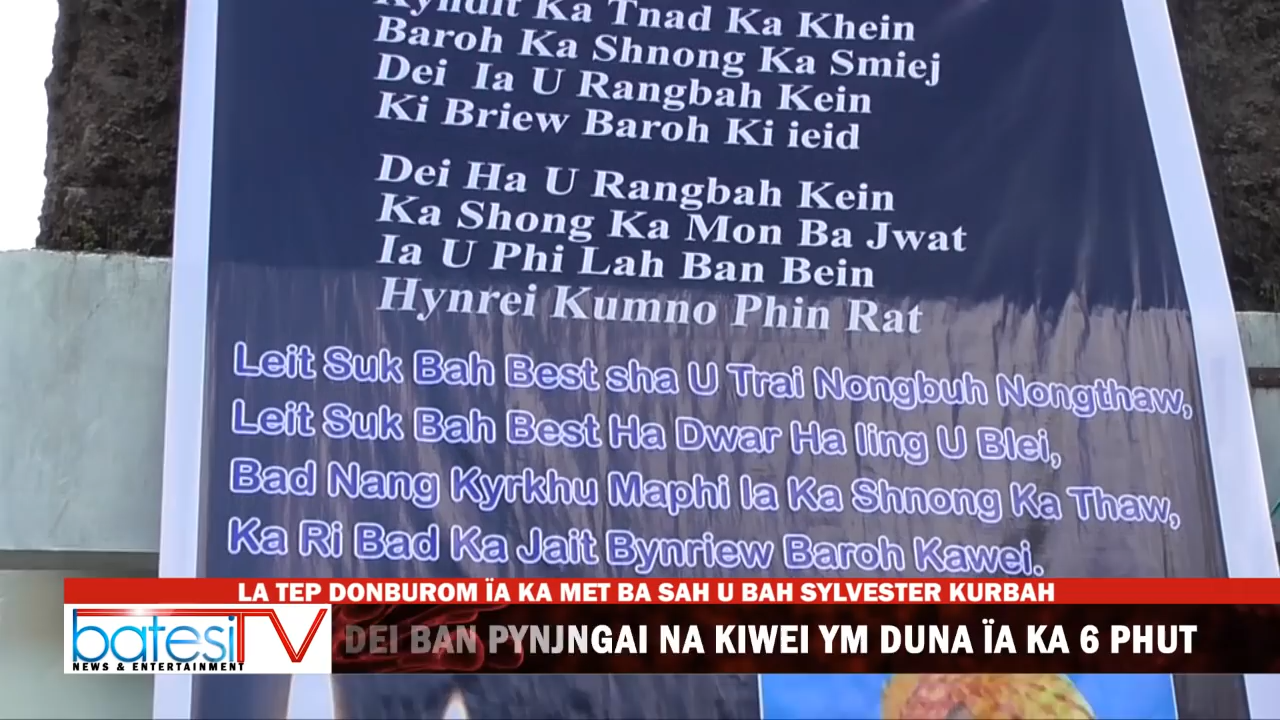 Kyndit Ka Tnad Ka Khein
Baroh Ka Shnong Ka Smiej
Dei Ia U Rangbah Kein
Ki Briew Baroh Ki ieid
Dei Ha U Rangbah Kein
Ka Shong Ka Mon Ba Jwat
Ia U Phi Lah Ban Bein
Hynrei Kumno Phin Rat
Leit Suk Bah Best sha U Trai Nongbuh Nongthaw,
Leit Suk Bah Best Ha Dwar Ha Iing U Blei,
Bad Nang Kyrkhu Maphi Ia Ka Shnong Ka Thaw,
Ka Ri Bad Ka Jait Bynriew Baroh Kawei.
LA TEP DONBUROM ÏA KA MET BA SAH U BAH SYLVESTER KURBAH
batesi TV
NEWS & ENTERTAINMENT
DEI BAN PYNJNGAI NA KIWEI YM DUNA ÏA KA 6 PHUT